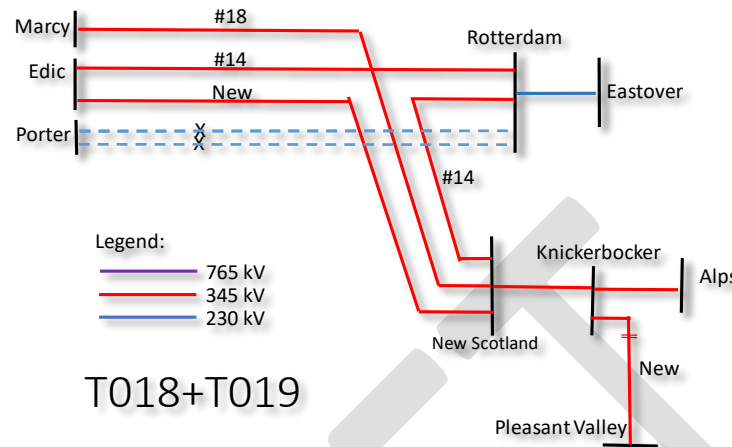 Marcy
#18
Rotterdam
Edic
#14
New
Eastover
Porter
X
X
#14
Legend:
765 kV
345 kV
230 kV
Knickerbocker
Alps
New Scotland
New
T018+T019
Pleasant Valley